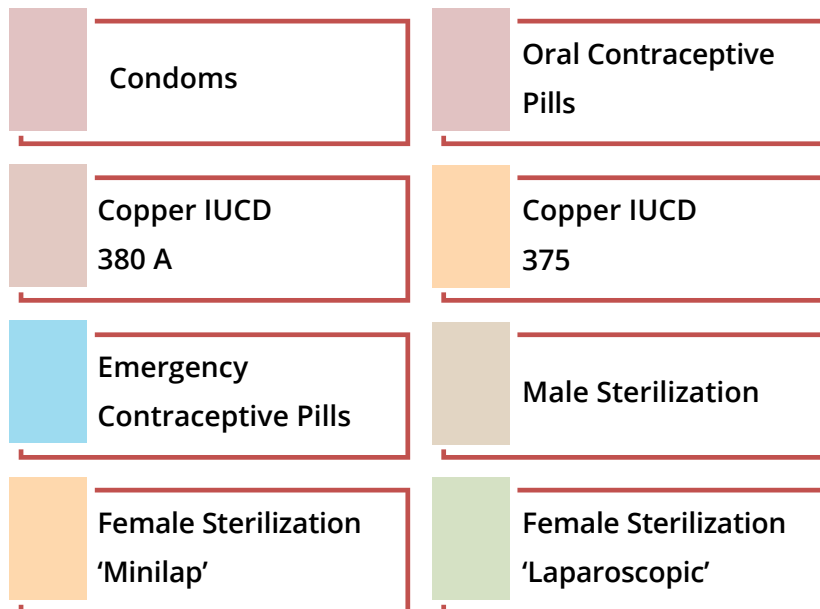 Condoms
Oral Contraceptive
Pills
Copper IUCD
380 A
Copper IUCD
375
Emergency
Contraceptive Pills
Male Sterilization
Female Sterilization
‘Minilap’
Female Sterilization
‘Laparoscopic’